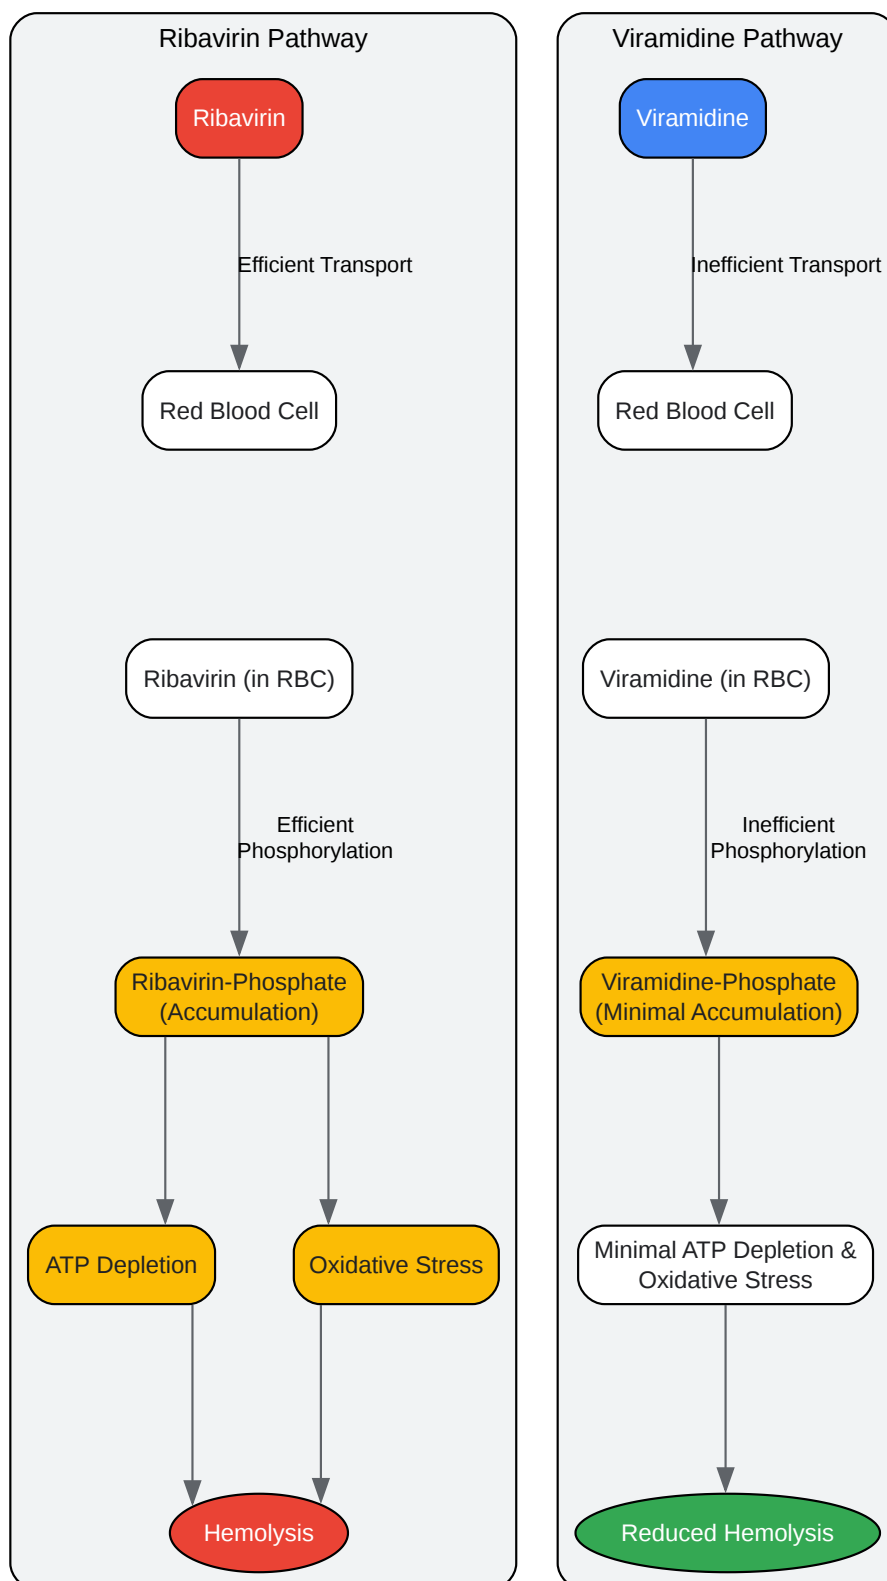 Ribavirin Pathway
Ribavirin
Efficient Transport
Red Blood Cell
Ribavirin (in RBC)
Efficient
Phosphorylation
Ribavirin-Phosphate
(Accumulation)
ATP Depletion
Oxidative Stress
Hemolysis
Viramidine Pathway
Viramidine
Inefficient Transport
Red Blood Cell
Viramidine (in RBC)
Inefficient
Phosphorylation
Viramidine-Phosphate
(Minimal Accumulation)
Minimal ATP Depletion &
Oxidative Stress
Reduced Hemolysis